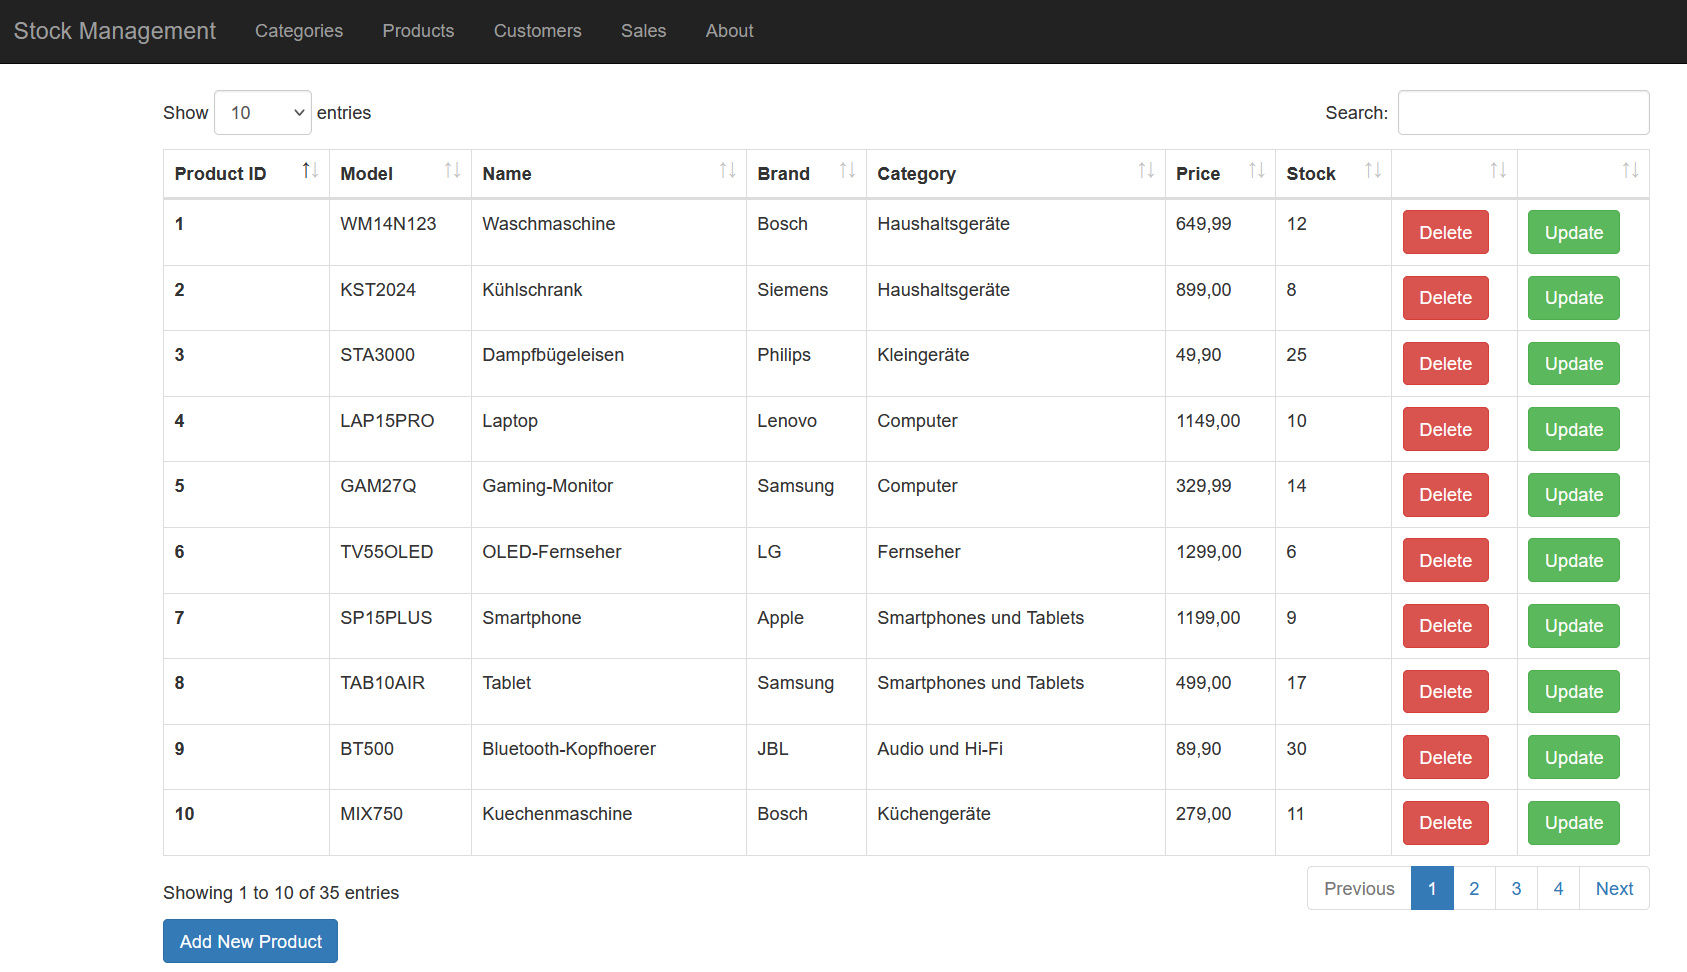 Stock Management Categories Products Customers Sales About
Show 10 entries Search:
Product ID Model Name Brand Category Price Stock
1 WM14N123 Waschmaschine Bosch Haushaltsgeräte 649,99 12 Delete Update
2 KST2024 Kühlschrank Siemens Haushaltsgeräte 899,00 8 Delete Update
3 STA3000 Dampfbügeleisen Philips Kleingeräte 49,90 25 Delete Update
4 LAP15PRO Laptop Lenovo Computer 1149,00 10 Delete Update
5 GAM27Q Gaming-Monitor Samsung Computer 329,99 14 Delete Update
6 TV55OLED OLED-Fernseher LG Fernseher 1299,00 6 Delete Update
7 SP15PLUS Smartphone Apple Smartphones und Tablets 1199,00 9 Delete Update
8 TAB10AIR Tablet Samsung Smartphones und Tablets 499,00 17 Delete Update
9 BT500 Bluetooth-Kopfhoerer JBL Audio und Hi-Fi 89,90 30 Delete Update
10 MIX750 Kuechenmaschine Bosch Küchengeräte 279,00 11 Delete Update
Showing 1 to 10 of 35 entries Previous 1 2 3 4 Next
Add New Product